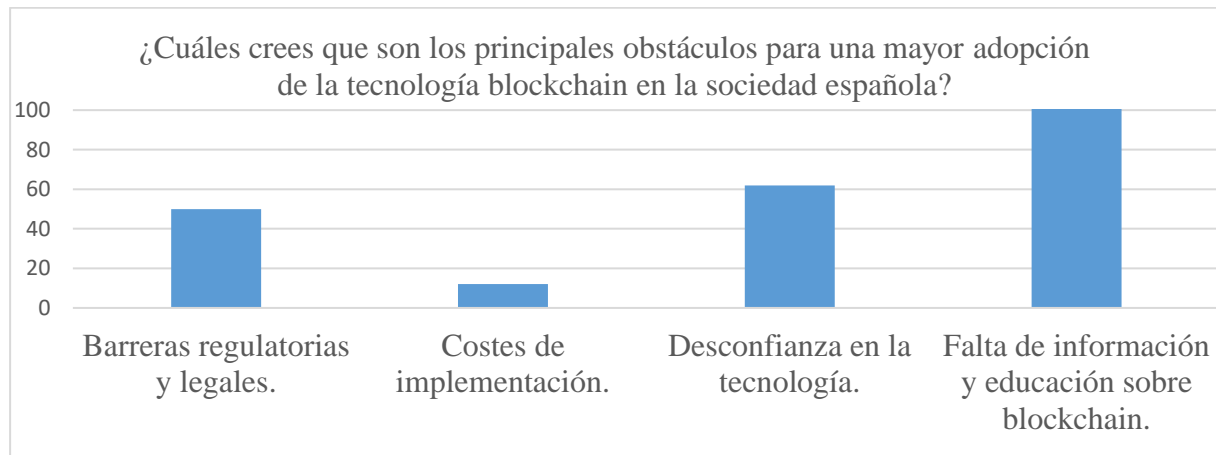 ¿Cuáles crees que son los principales obstáculos para una mayor adopción
de la tecnología blockchain en la sociedad española?
100
80
60
40
20
0
Barreras regulatorias
y legales.
Costes de
implementación.
Desconfianza en la
tecnología.
Falta de información
y educación sobre
blockchain.